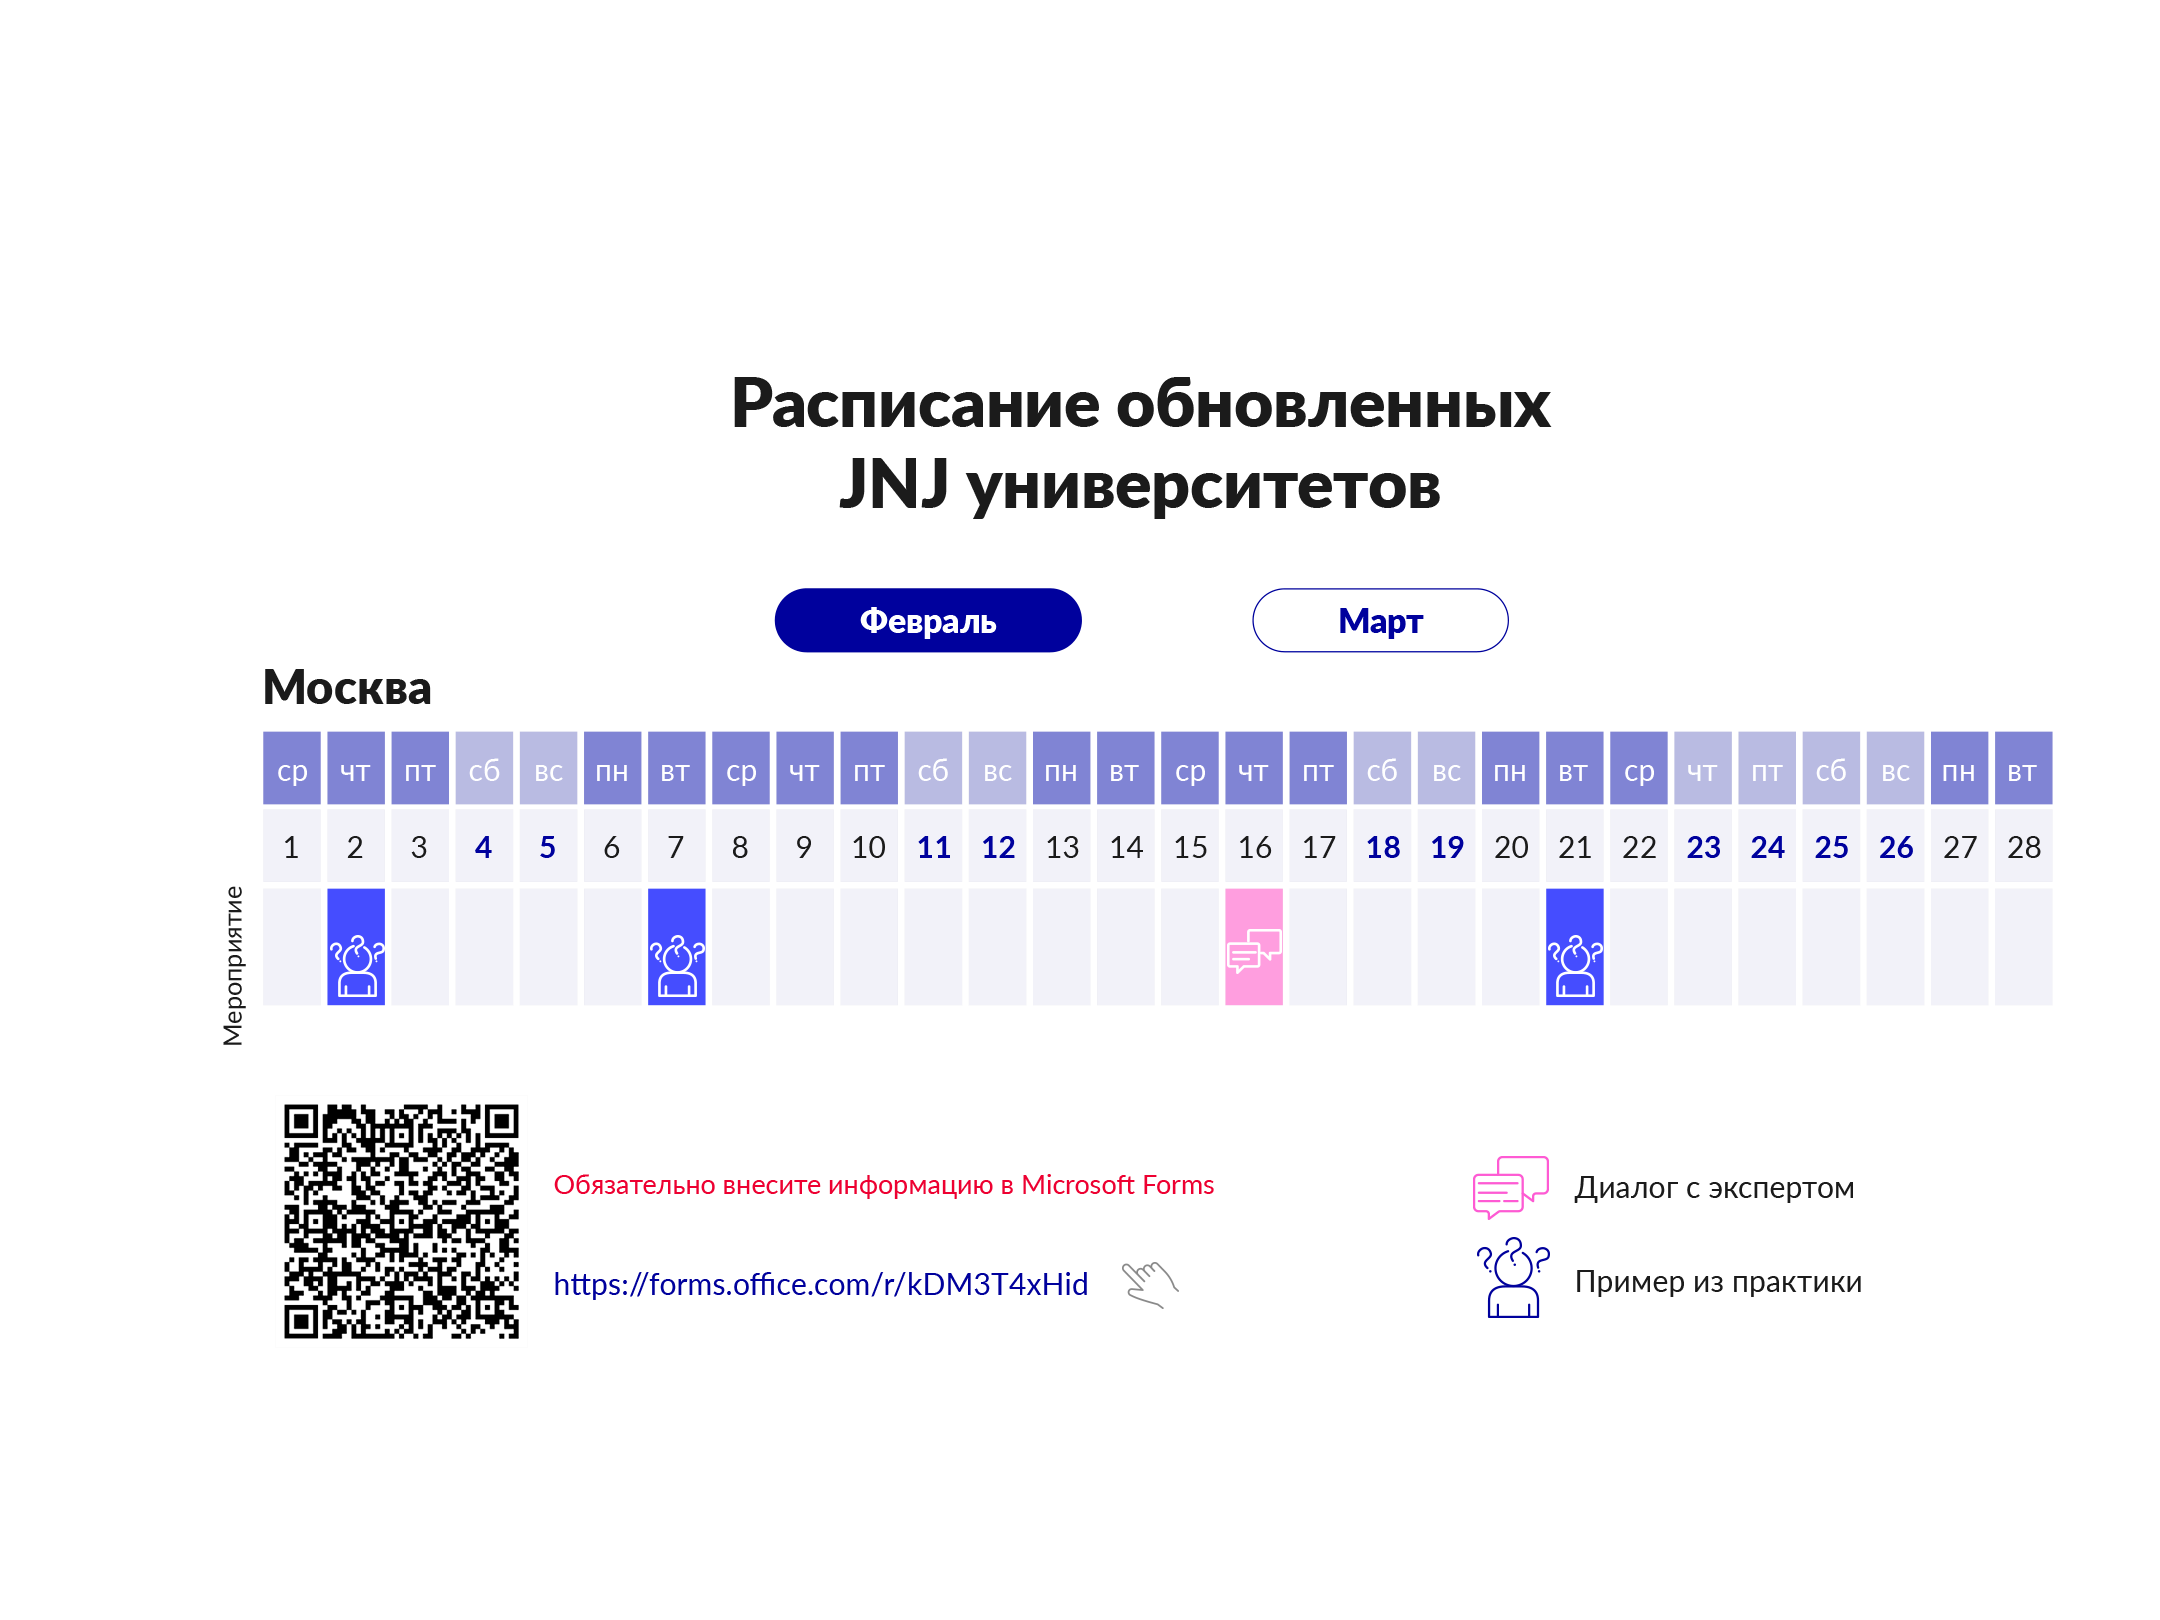 Расписание обновленных
JNJ университетов
Февраль Март
Москва
ср чт пт сб вс пн вт ср чт пт сб вс пн вт ср чт пт сб вс пн вт ср чт пт сб вс пн вт
1 2 3 4 5 6 7 8 9 10 11 12 13 14 15 16 17 18 19 20 21 22 23 24 25 26 27 28
Мероприятие
Обязательно внесите информацию в Microsoft Forms
https://forms.office.com/r/kDM3T4xHid
Диалог с экспертом
Пример из практики